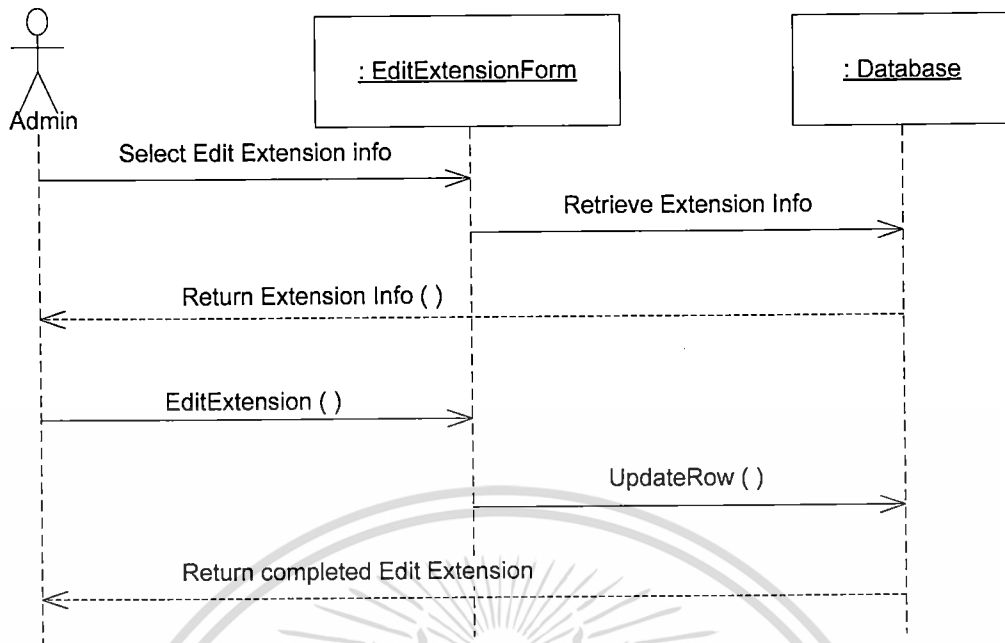 : EditExtensionForm
: Database
Admin
Select Edit Extension info
Retrieve Extension Info
Return Extension Info ( )
EditExtension ( )
UpdateRow ( )
Return completed Edit Extension